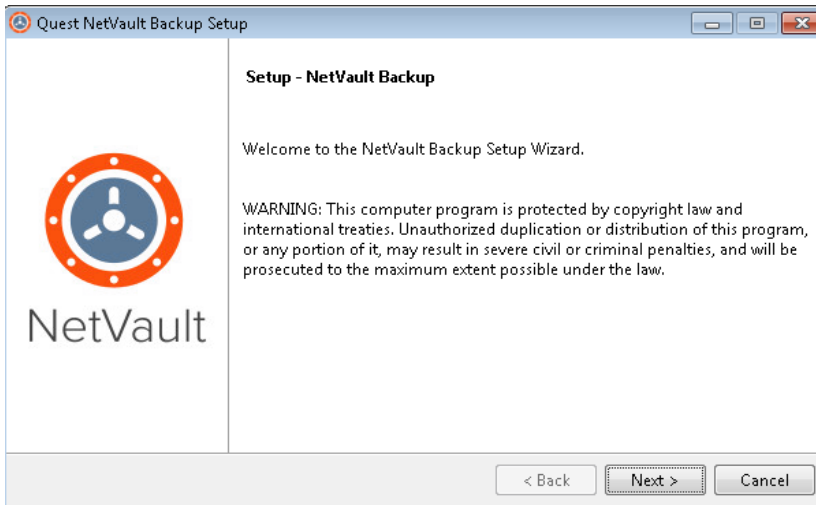 Quest NetVault Backup Setup
Setup - NetVault Backup
Welcome to the NetVault Backup Setup Wizard.
WARNING: This computer program is protected by copyright law and
international treaties. Unauthorized duplication or distribution of this program,
or any portion of it, may result in severe civil or criminal penalties, and will be
prosecuted to the maximum extent possible under the law.
NetVault
< Back
Next >
Cancel